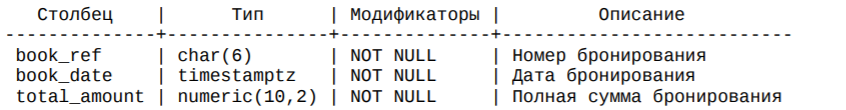 Столбец | Тип | Модификаторы | Описание
--------------+---------------+--------------+---------------------------
book_ref | char(6) | NOT NULL | Номер бронирования
book_date | timestamptz | NOT NULL | Дата бронирования
total_amount | numeric(10,2) | NOT NULL | Полная сумма бронирования